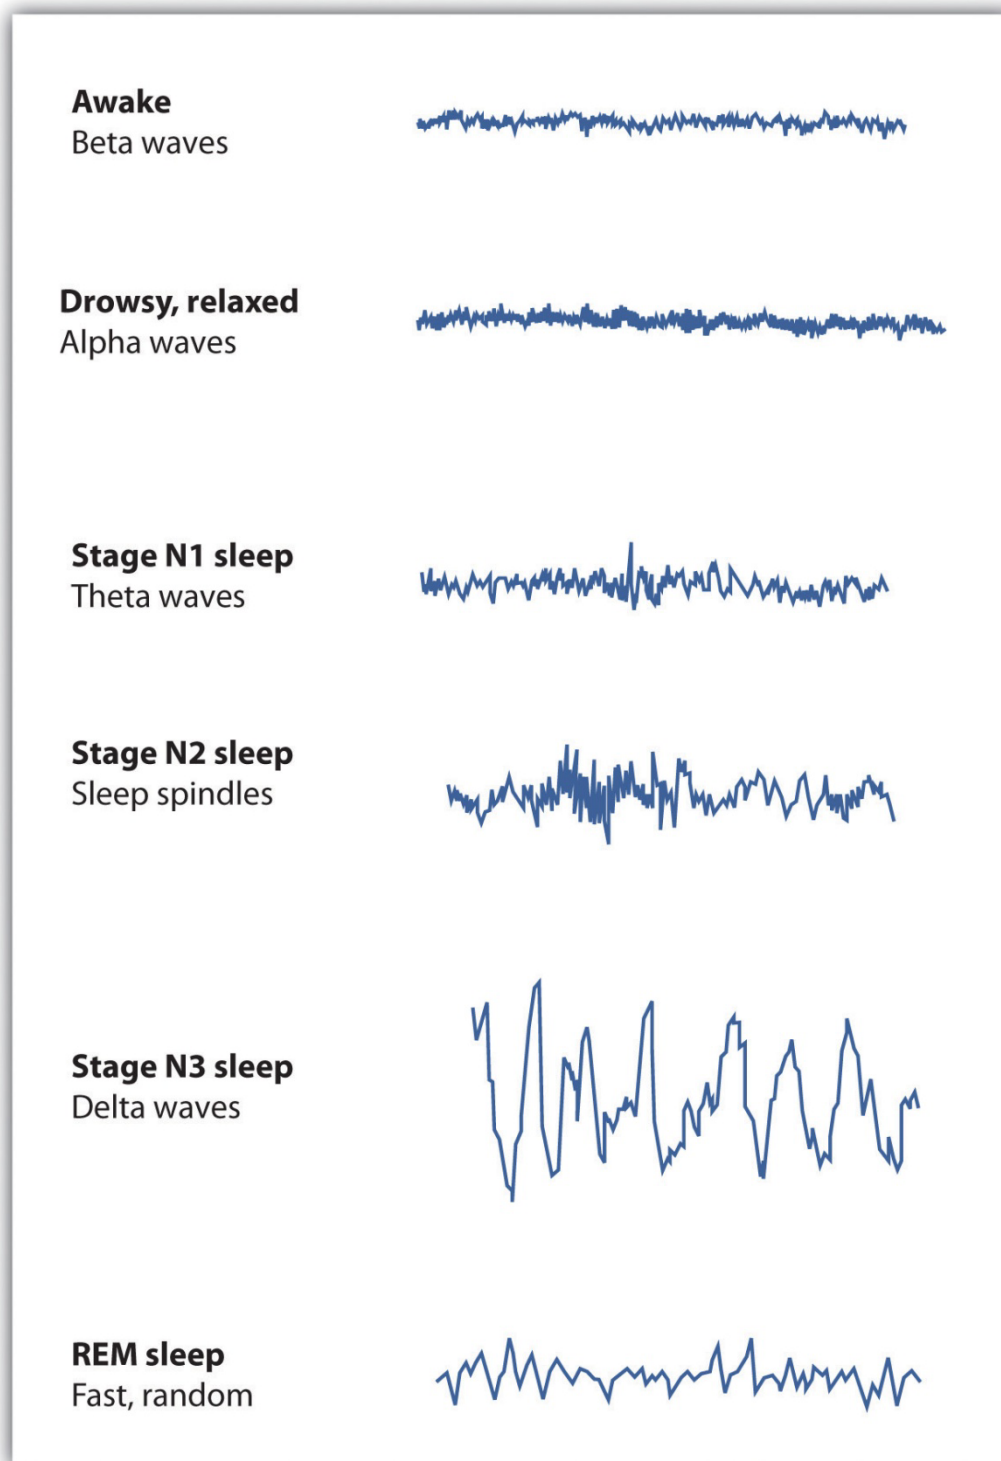 Awake
Beta waves
Drowsy, relaxed
Alpha waves
Stage N1 sleep
Theta waves
Stage N2 sleep
Sleep spindles
Stage N3 sleep
Delta waves
REM sleep
Fast, random